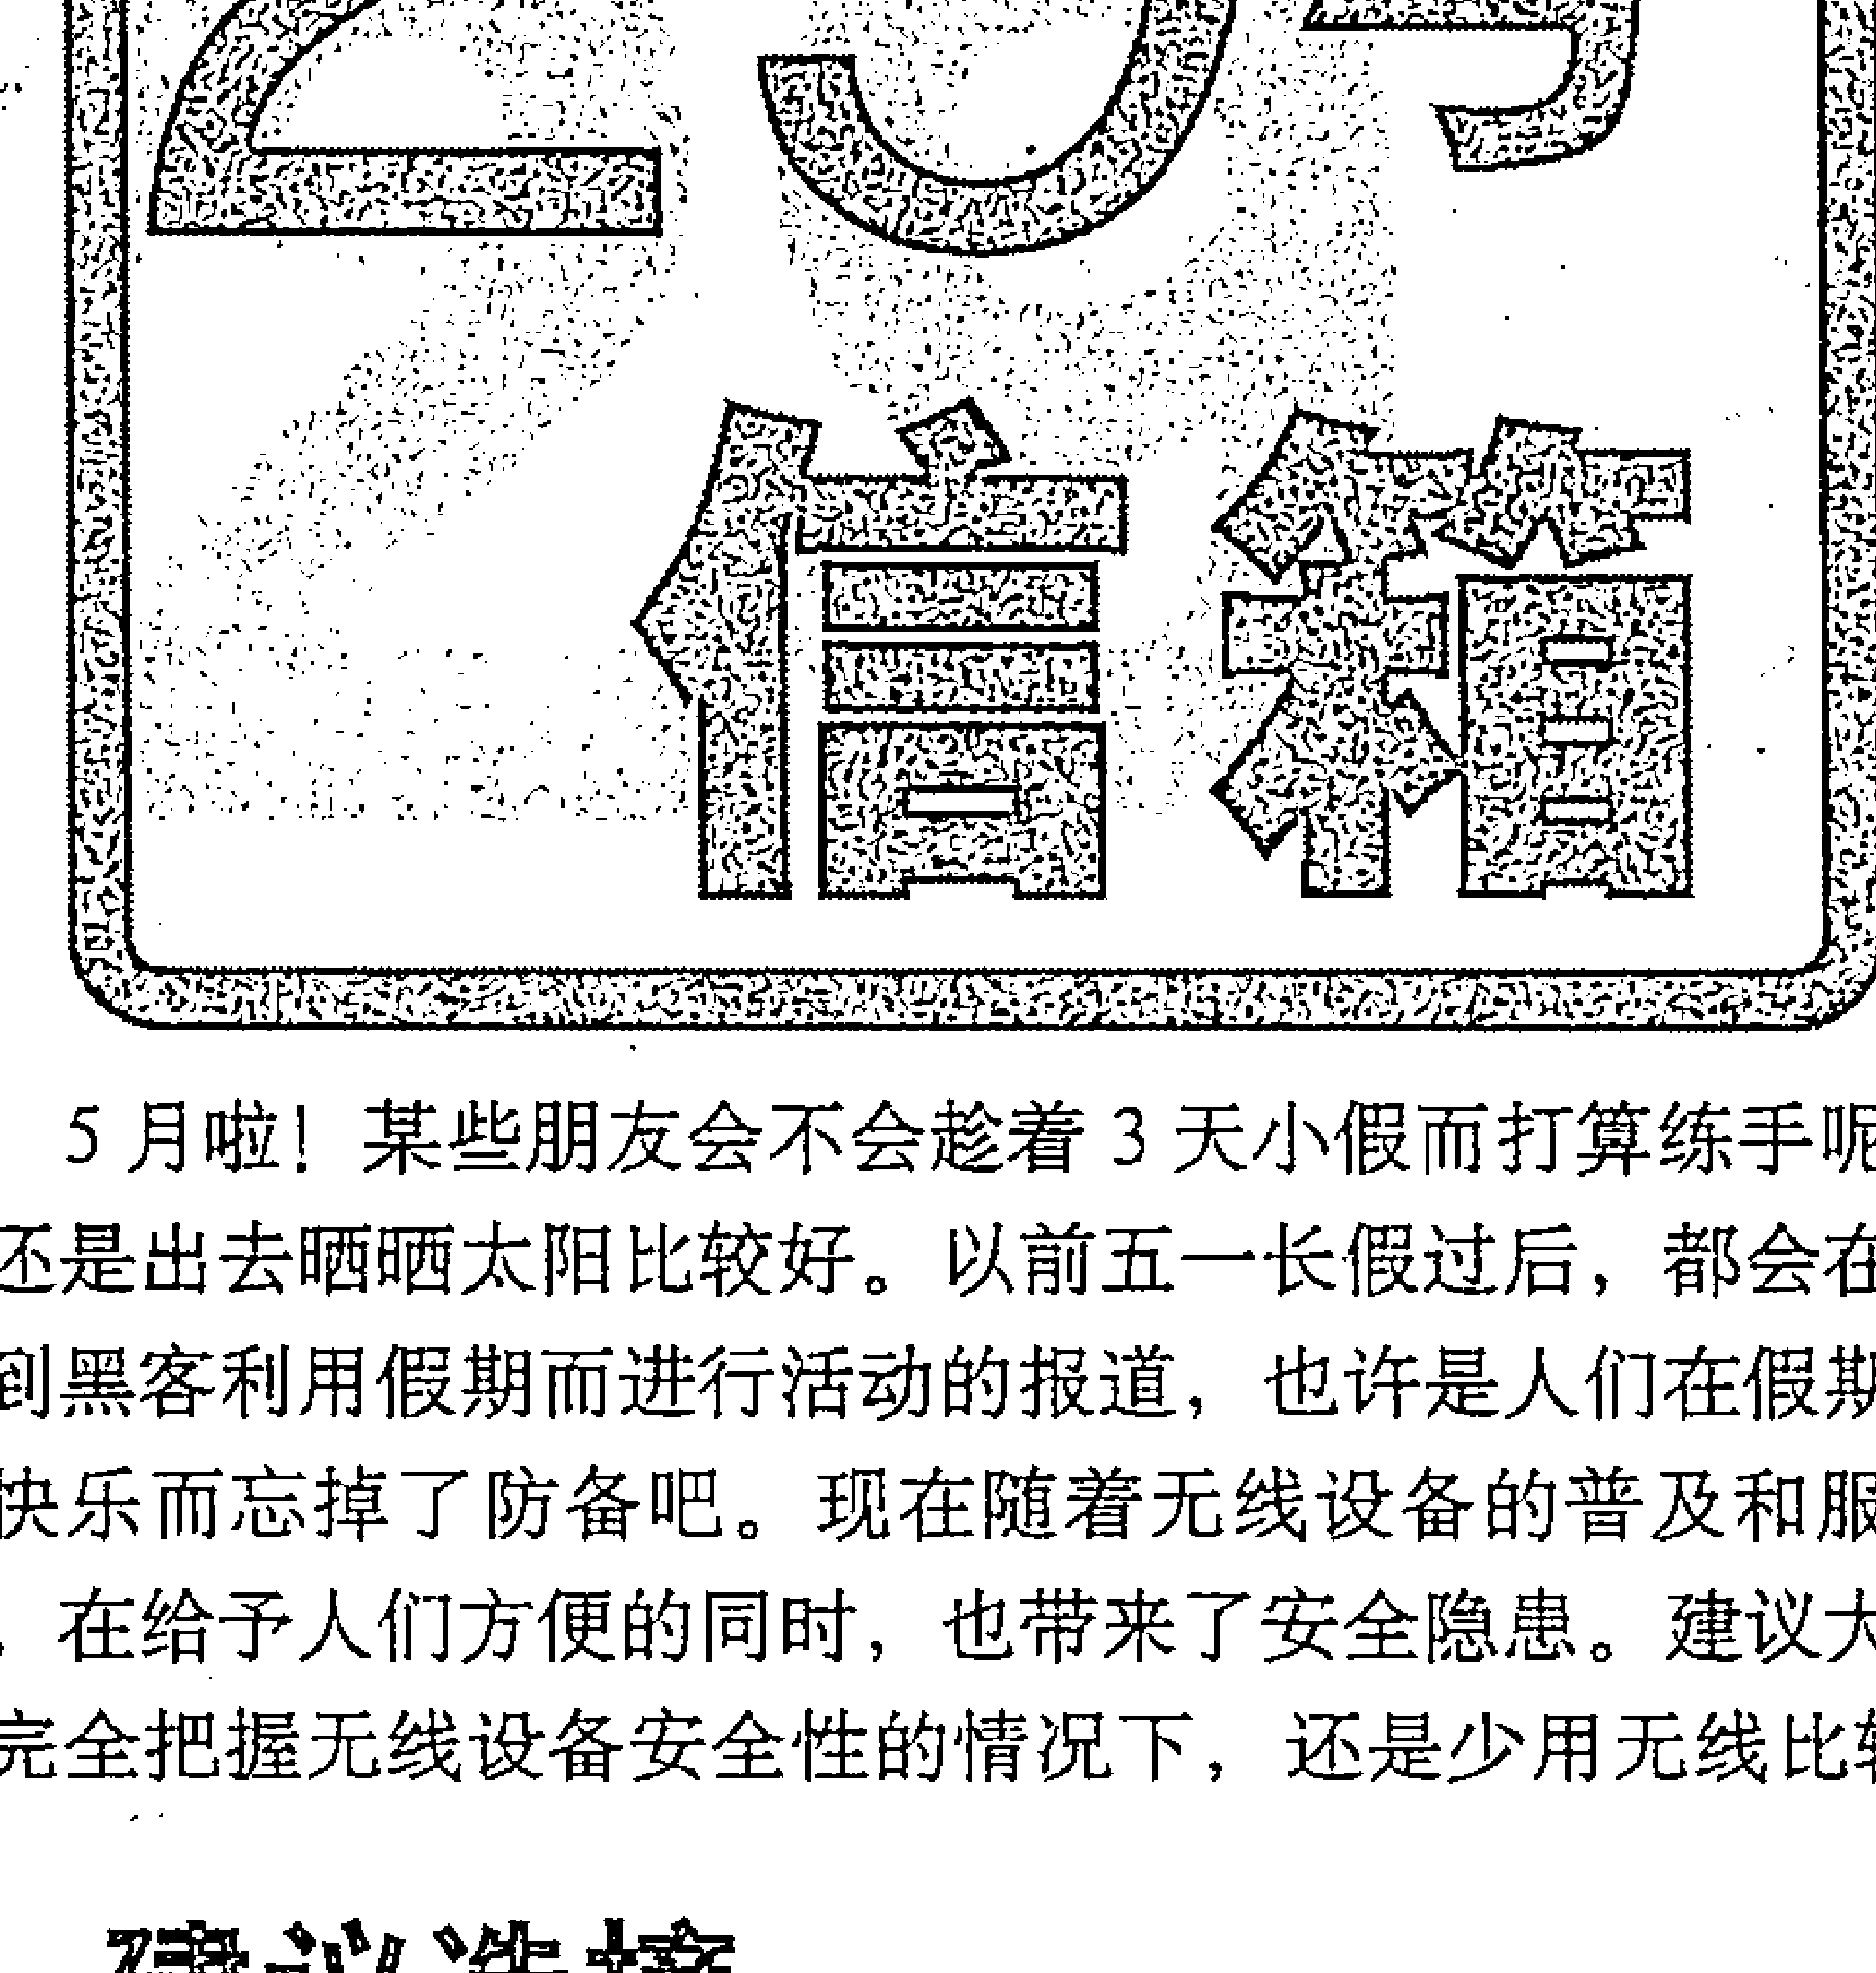 信箱
5月啦！某些朋友会不会趁着3天小假而打算练手呢
还是出去晒晒太阳比较好。以前五一长假过后，都会在
到黑客利用假期而进行活动的报道，也许是人们在假期
快乐而忘掉了防备吧。现在随着无线设备的普及和服
，在给予人们方便的同时，也带来了安全隐患。建议大
完全把握无线设备安全性的情况下，还是少用无线比较